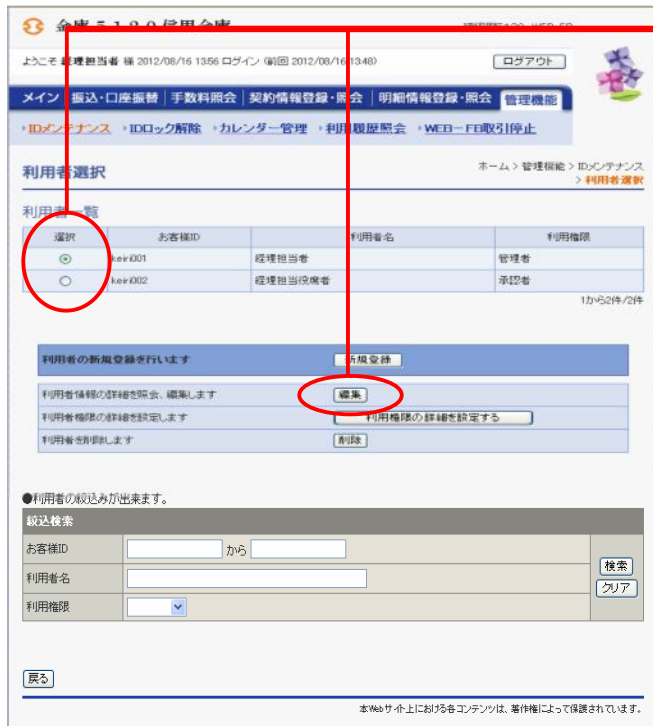 金庫5120信用金庫
ようこそ 経理担当者 様 2012/08/16 13:56 ログイン (前回 2012/08/16 13:48)
ログアウト
メイン 振込・口座振替 手数料照会 契約情報登録・照会 明細情報登録・照会 管理機能
IDメンテナンス IDロック解除 カレンダー管理 利用履歴照会 WEB-FB取引停止
利用者選択
ホーム > 管理機能 > IDメンテナンス
> 利用者選択
利用者一覧
選択 お客様ID 利用者名 利用権限
keiri001 経理担当者 管理者
keiri002 経理担当役席者 承認者
1から2件/2件
利用者の新規登録を行います 新規登録
利用者情報の詳細を照会、編集します 編集
利用者権限の詳細を設定します 利用権限の詳細を設定する
利用者を削除します 削除
●利用者の絞込みが出来ます。
絞込検索
お客様ID から
利用者名
利用権限
検索
クリア
戻る
本Webサイト上における各コンテンツは、著作権によって保護されています。